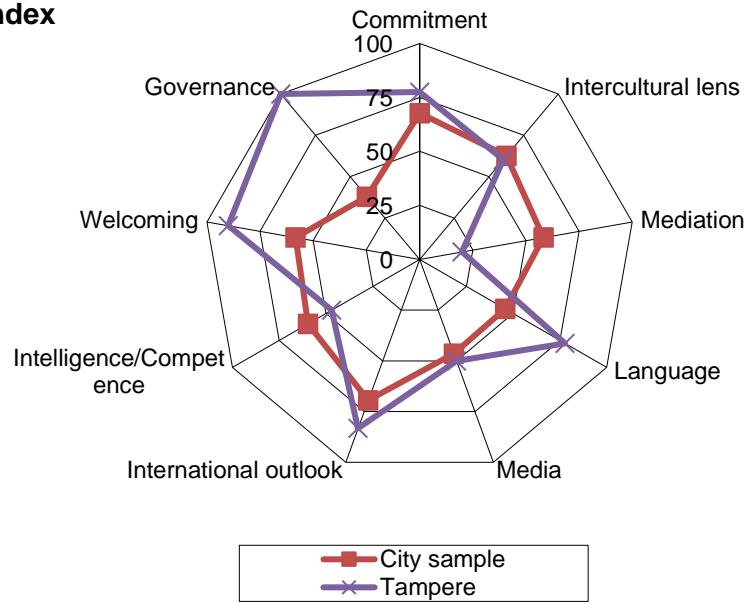 ndex
Commitment
100
Governance
75
Intercultural lens
50
25
Welcoming
Mediation
0
Intelligence/Compet
ence
Language
International outlook
Media
City sample
Tampere